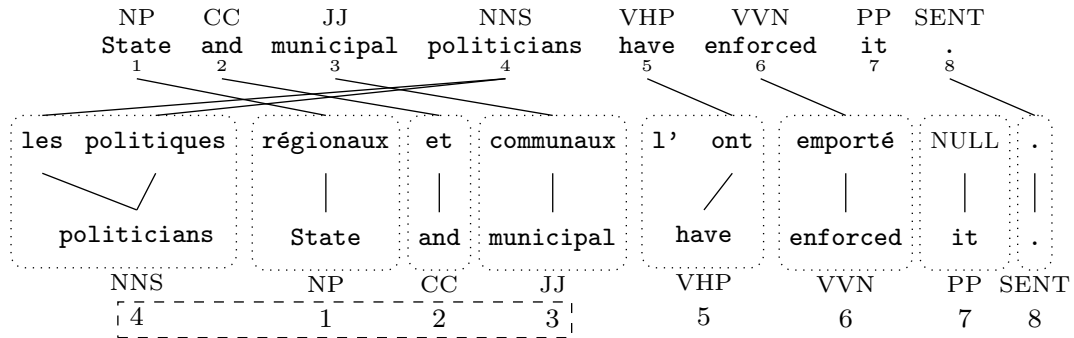 NP CC JJ NNS VHP VVN PP SENT
State and municipal politicians have enforced it .
1 2 3 4 5 6 7 8
les politiques régionaux et communaux l' ont emporté NULL .
politicians State and municipal have enforced it .
NNS NP CC JJ VHP VVN PP SENT
4 1 2 3 5 6 7 8